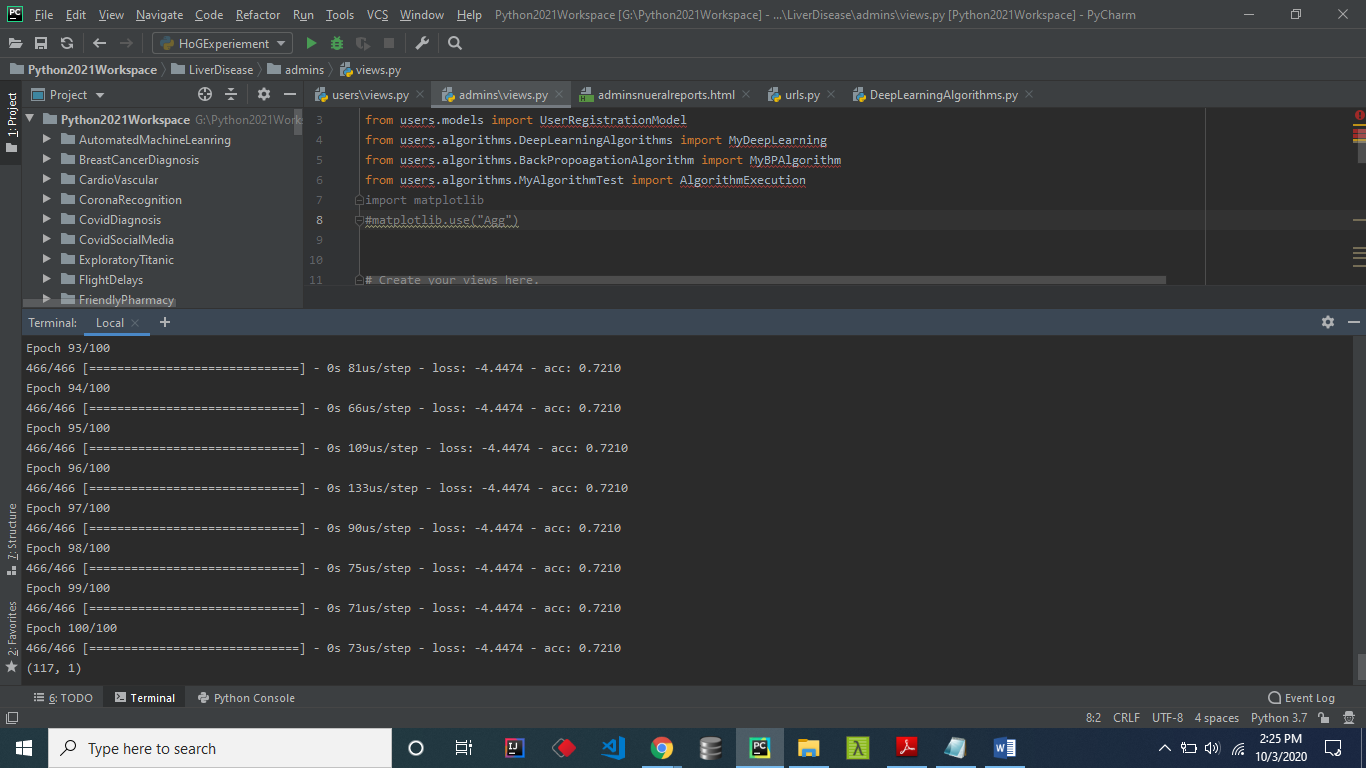 File Edit View Navigate Code Refactor Run Tools VCS Window Help Python2021Workspace [G:\Python2021Workspace] - ...\LiverDisease\admins\views.py [Python2021Workspace] - PyCharm
HoGExperiement
Python2021Workspace LiverDisease admins views.py
1: Project
Project
users\views.py admins\views.py adminsnueralreports.html urls.py DeepLearningAlgorithms.py
Python2021Workspace G:\Python2021Works
AutomatedMachineLeanring
BreastCancerDiagnosis
CardioVascular
CoronaRecognition
CovidDiagnosis
CovidSocialMedia
ExploratoryTitanic
FlightDelays
FriendlyPharmacy
3 from users.models import UserRegistrationModel
4 from users.algorithms.DeepLearningAlgorithms import MyDeepLearning
5 from users.algorithms.BackPropoagationAlgorithm import MyBPAlgorithm
6 from users.algorithms.MyAlgorithmTest import AlgorithmExecution
7 import matplotlib
8 #matplotlib.use("Agg")
9
10
11 # Create your views here.
Terminal: Local
Epoch 93/100
466/466 [==============================] - 0s 81us/step - loss: -4.4474 - acc: 0.7210
Epoch 94/100
466/466 [==============================] - 0s 66us/step - loss: -4.4474 - acc: 0.7210
Epoch 95/100
466/466 [==============================] - 0s 109us/step - loss: -4.4474 - acc: 0.7210
Epoch 96/100
466/466 [==============================] - 0s 133us/step - loss: -4.4474 - acc: 0.7210
Epoch 97/100
466/466 [==============================] - 0s 90us/step - loss: -4.4474 - acc: 0.7210
Epoch 98/100
466/466 [==============================] - 0s 75us/step - loss: -4.4474 - acc: 0.7210
Epoch 99/100
466/466 [==============================] - 0s 71us/step - loss: -4.4474 - acc: 0.7210
Epoch 100/100
466/466 [==============================] - 0s 73us/step - loss: -4.4474 - acc: 0.7210
(117, 1)
7: Structure
2: Favorites
6: TODO Terminal Python Console Event Log
8:2 CRLF UTF-8 4 spaces Python 3.7
Type here to search
2:25 PM
10/3/2020